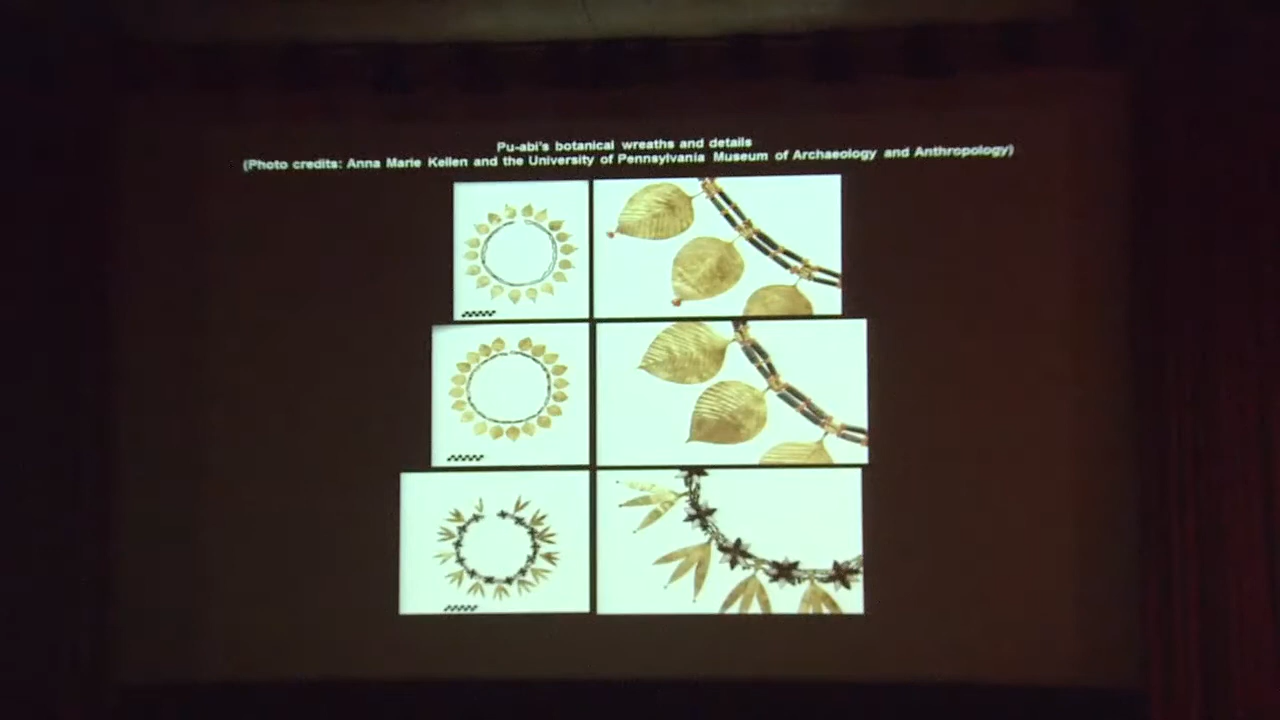 Pu-abi's botanical wreaths and details
(Photo credits: Anna Marie Kellen and the University of Pennsylvania Museum of Archaeology and Anthropology)